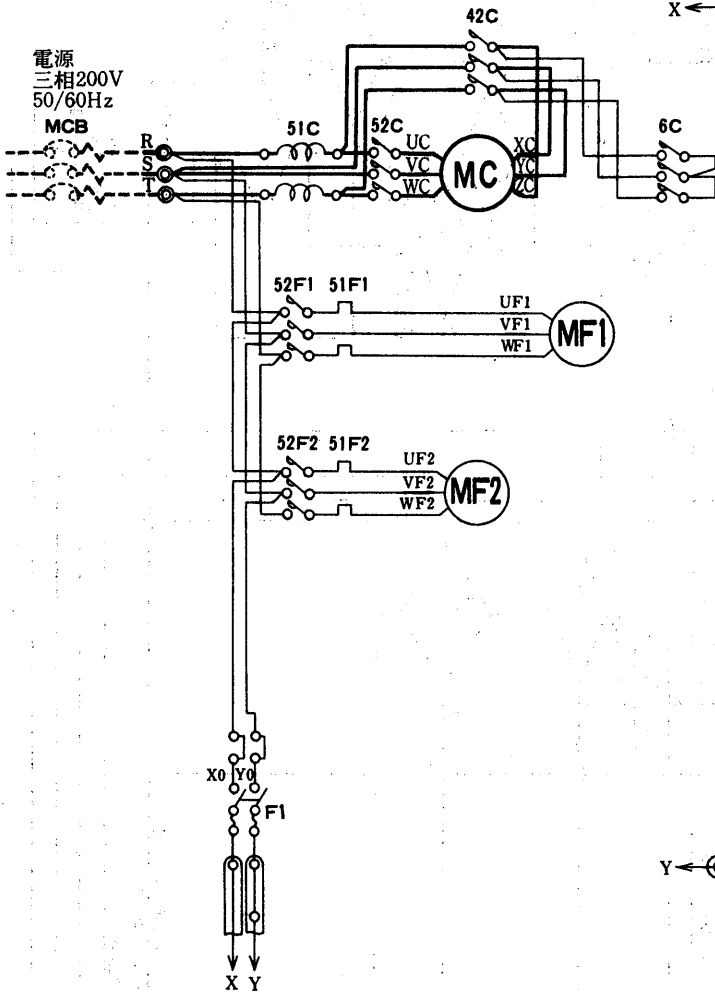 42C
X
電源
三相200V
50/60Hz
MCB
R
S
T
51C
52C
UC
VC
WC
MC
XC
YC
ZC
6C
52F1 51F1
UF1
VF1
WF1
MF1
52F2 51F2
UF2
VF2
WF2
MF2
X0 Y0
F1
Y
X Y